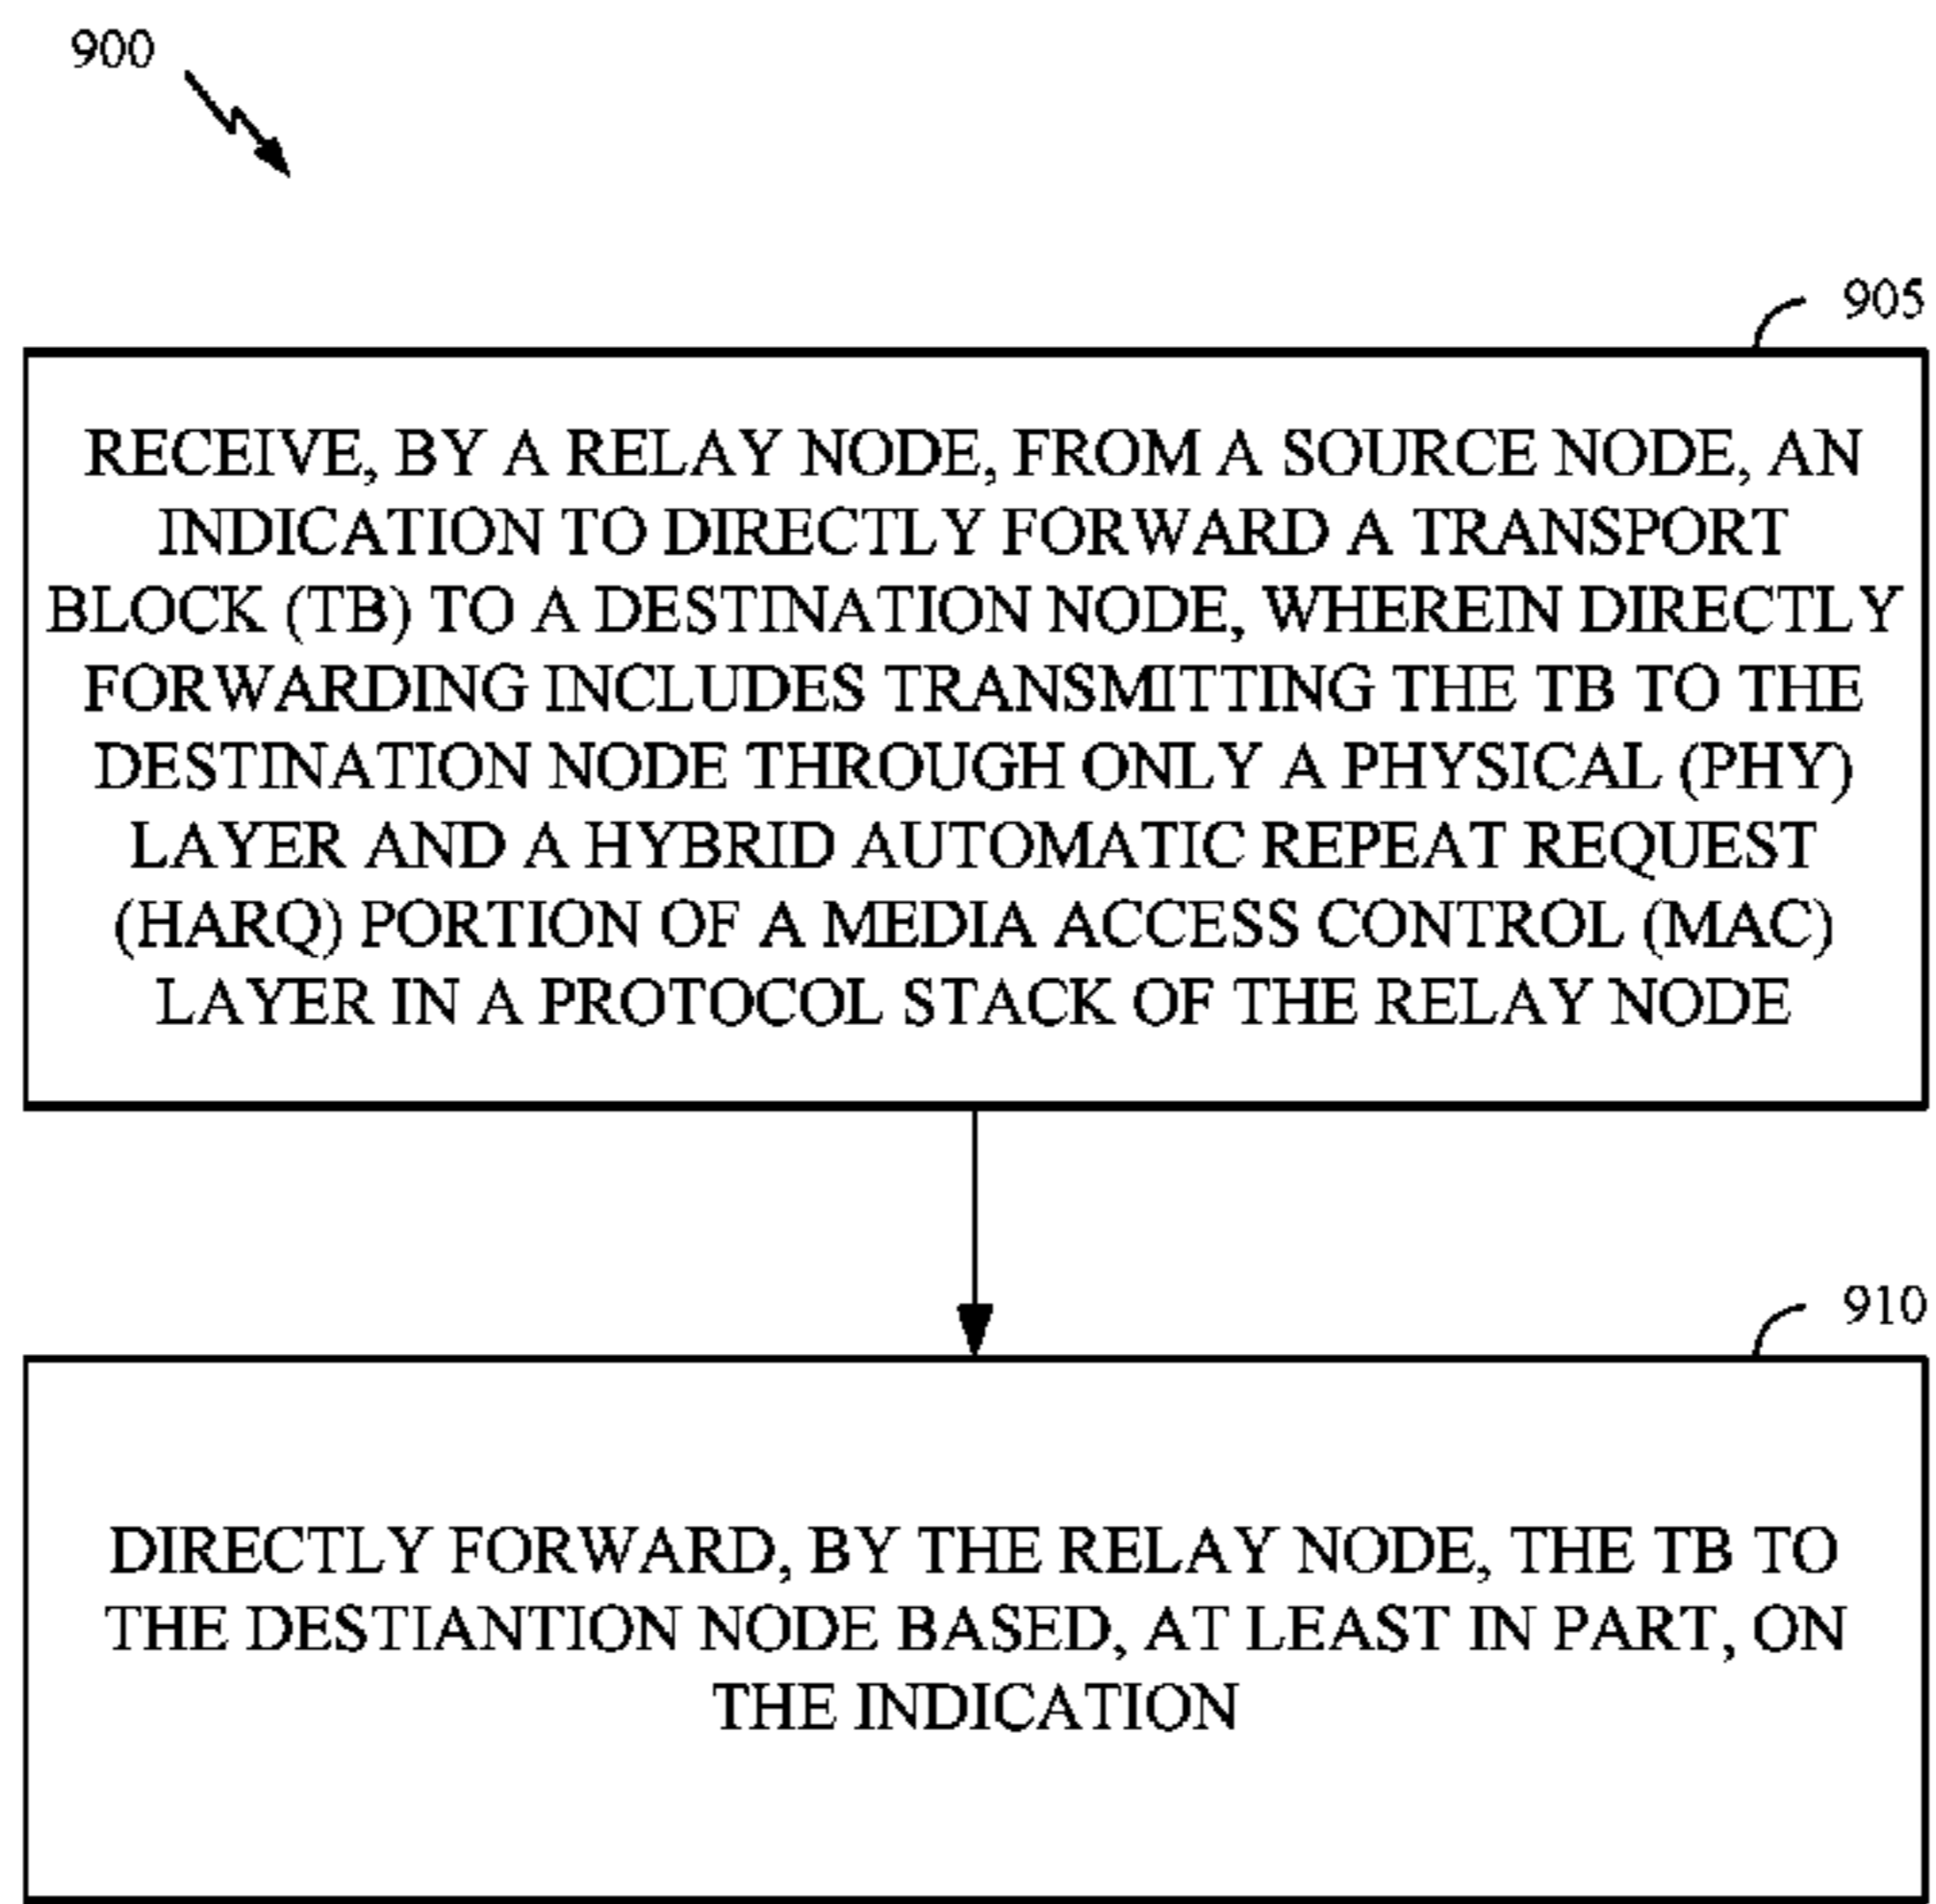 900
905
RECEIVE, BY A RELAY NODE, FROM A SOURCE NODE, AN
INDICATION TO DIRECTLY FORWARD A TRANSPORT
BLOCK (TB) TO A DESTINATION NODE, WHEREIN DIRECTLY
FORWARDING INCLUDES TRANSMITTING THE TB TO THE
DESTINATION NODE THROUGH ONLY A PHYSICAL (PHY)
LAYER AND A HYBRID AUTOMATIC REPEAT REQUEST
(HARQ) PORTION OF A MEDIA ACCESS CONTROL (MAC)
LAYER IN A PROTOCOL STACK OF THE RELAY NODE
910
DIRECTLY FORWARD, BY THE RELAY NODE, THE TB TO
THE DESTIANTION NODE BASED, AT LEAST IN PART, ON
THE INDICATION